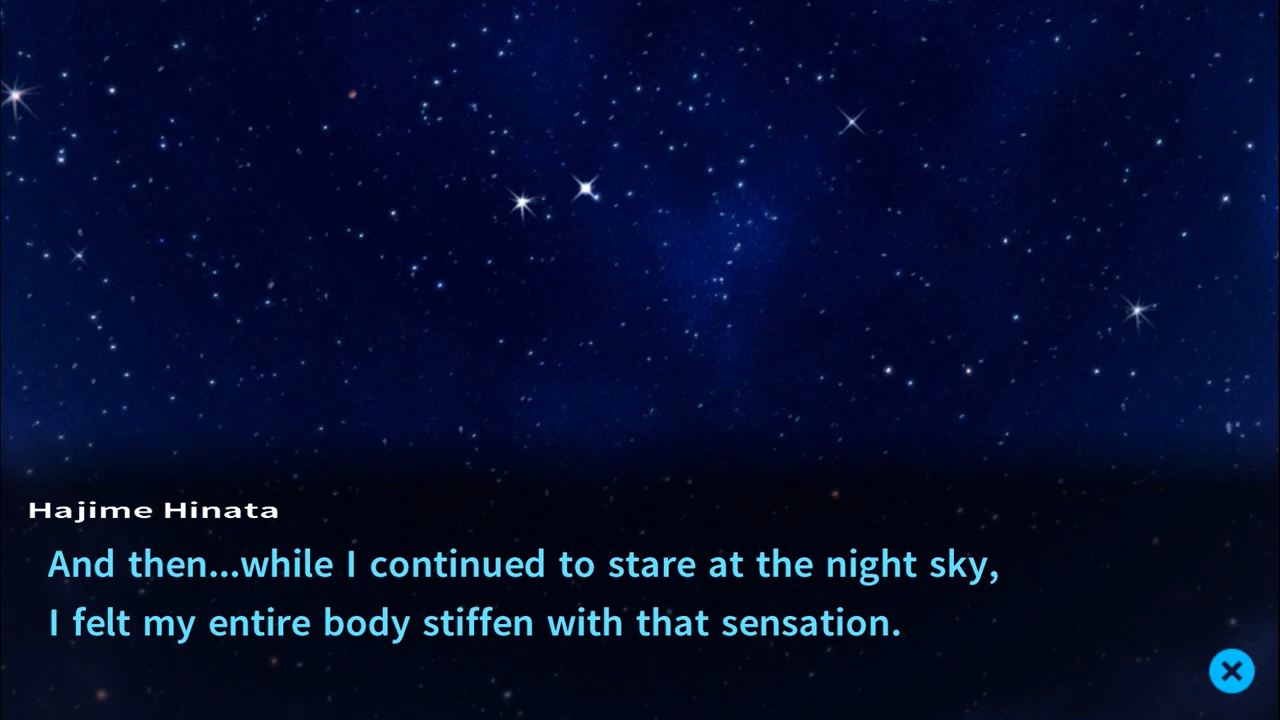 Hajime Hinata
And then...while I continued to stare at the night sky,
I felt my entire body stiffen with that sensation.